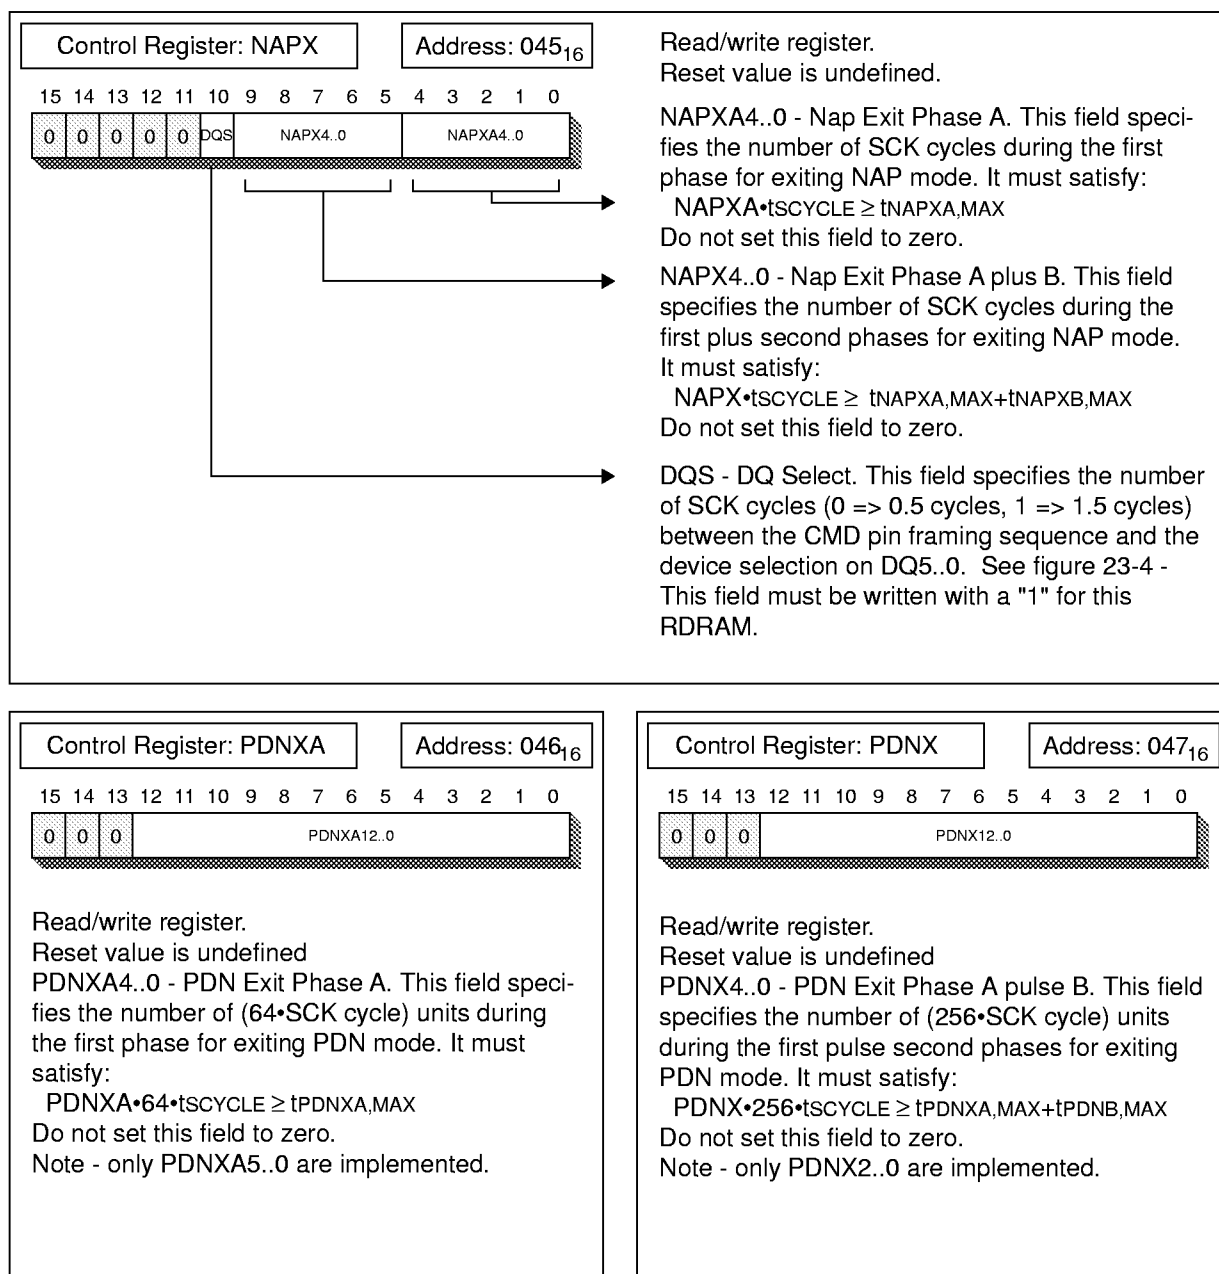 Control Register: NAPX
Address: 045₁₆
15 14 13 12 11 10 9 8 7 6 5 4 3 2 1 0
0 0 0 0 0 DQS NAPX4..0 NAPXA4..0
Read/write register.
Reset value is undefined.
NAPXA4..0 - Nap Exit Phase A. This field speci-
fies the number of SCK cycles during the first
phase for exiting NAP mode. It must satisfy:
NAPXA•tSCYCLE ≥ tNAPXA,MAX
Do not set this field to zero.
NAPX4..0 - Nap Exit Phase A plus B. This field
specifies the number of SCK cycles during the
first plus second phases for exiting NAP mode.
It must satisfy:
NAPX•tSCYCLE ≥ tNAPXA,MAX+tNAPXB,MAX
Do not set this field to zero.
DQS - DQ Select. This field specifies the number
of SCK cycles (0 => 0.5 cycles, 1 => 1.5 cycles)
between the CMD pin framing sequence and the
device selection on DQ5..0. See figure 23-4 -
This field must be written with a "1" for this
RDRAM.
Control Register: PDNXA
Address: 046₁₆
15 14 13 12 11 10 9 8 7 6 5 4 3 2 1 0
0 0 0 PDNXA12..0
Read/write register.
Reset value is undefined
PDNXA4..0 - PDN Exit Phase A. This field speci-
fies the number of (64•SCK cycle) units during
the first phase for exiting PDN mode. It must
satisfy:
PDNXA•64•tSCYCLE ≥ tPDNXA,MAX
Do not set this field to zero.
Note - only PDNXA5..0 are implemented.
Control Register: PDNX
Address: 047₁₆
15 14 13 12 11 10 9 8 7 6 5 4 3 2 1 0
0 0 0 PDNX12..0
Read/write register.
Reset value is undefined
PDNX4..0 - PDN Exit Phase A pulse B. This field
specifies the number of (256•SCK cycle) units
during the first pulse second phases for exiting
PDN mode. It must satisfy:
PDNX•256•tSCYCLE ≥ tPDNXA,MAX+tPDNB,MAX
Do not set this field to zero.
Note - only PDNX2..0 are implemented.